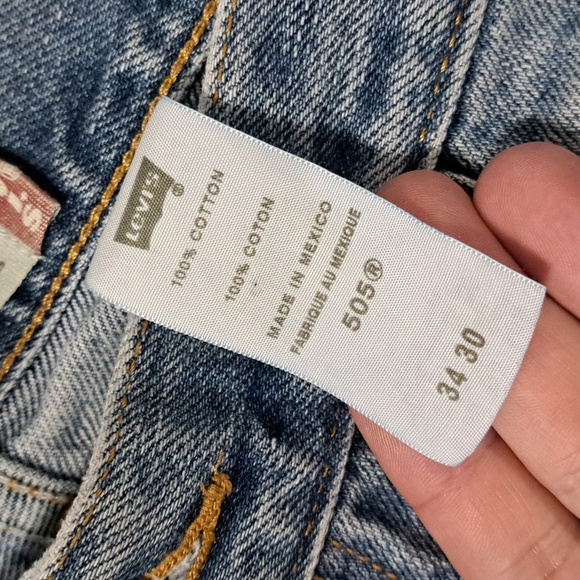 Levi's®
100% COTTON
100% COTON
MADE IN MEXICO
FABRIQUE AU MEXIQUE
505®
34 30